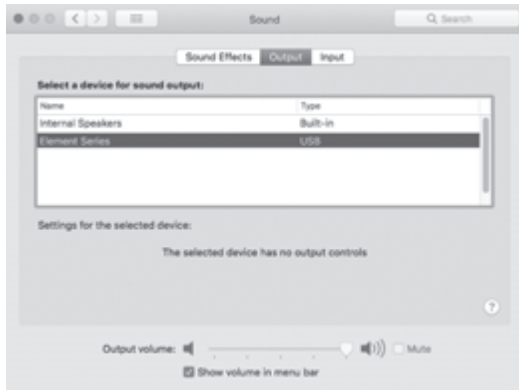 Sound
Search
Sound Effects Output Input
Select a device for sound output:
Name Type
Internal Speakers Built-in
Element Series USB
Settings for the selected device:
The selected device has no output controls
?
Output volume: Mute
Show volume in menu bar